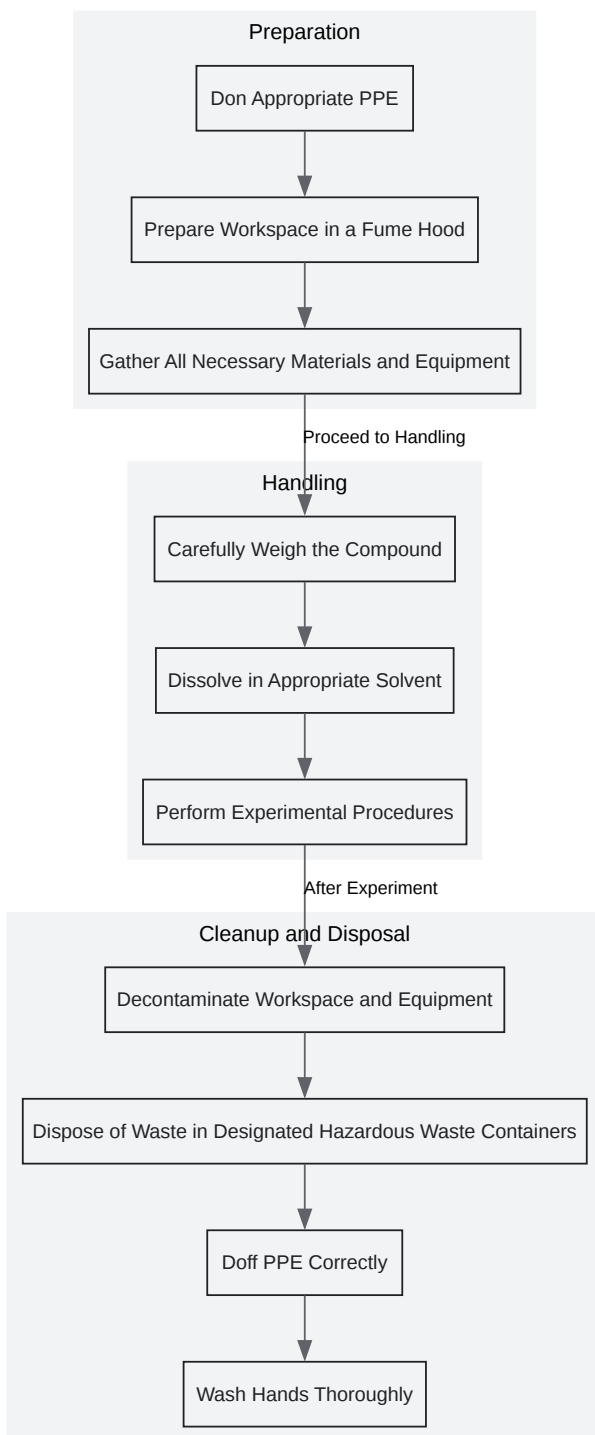 Preparation
Don Appropriate PPE
Prepare Workspace in a Fume Hood
Gather All Necessary Materials and Equipment
Proceed to Handling
Handling
Carefully Weigh the Compound
Dissolve in Appropriate Solvent
Perform Experimental Procedures
After Experiment
Cleanup and Disposal
Decontaminate Workspace and Equipment
Dispose of Waste in Designated Hazardous Waste Containers
Doff PPE Correctly
Wash Hands Thoroughly